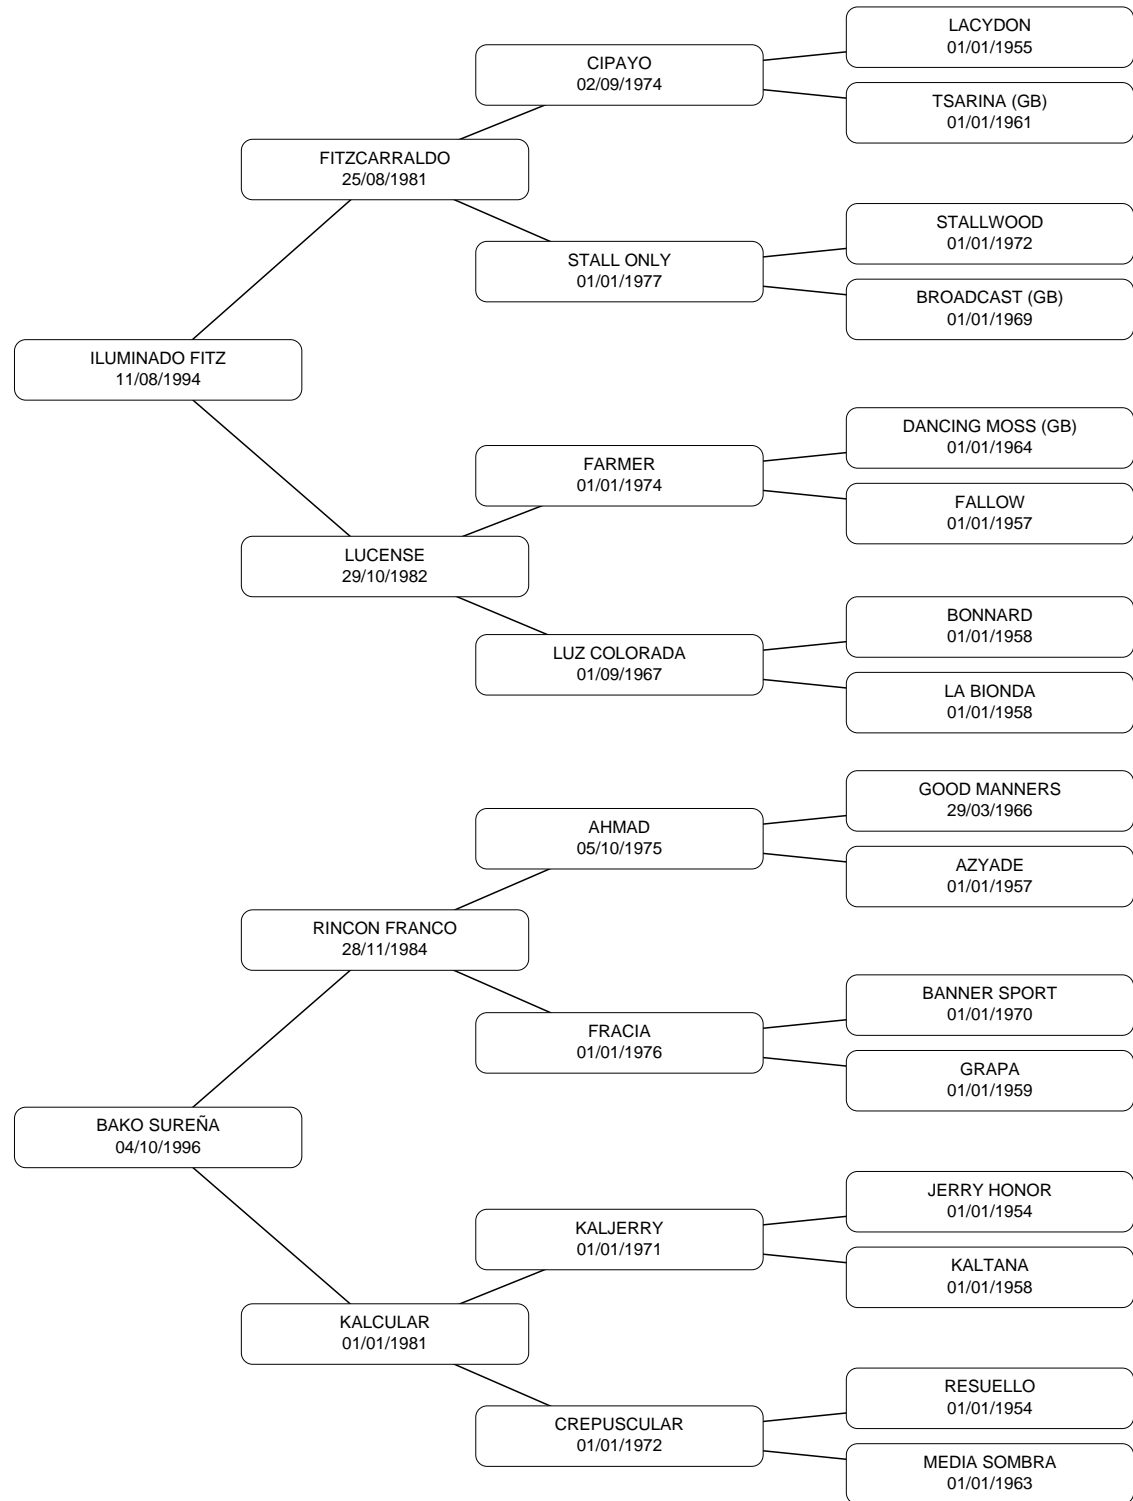 LACYDON
01/01/1955
CIPAYO
02/09/1974
TSARINA (GB)
01/01/1961
FITZCARRALDO
25/08/1981
STALLWOOD
01/01/1972
STALL ONLY
01/01/1977
BROADCAST (GB)
01/01/1969
ILUMINADO FITZ
11/08/1994
DANCING MOSS (GB)
01/01/1964
FARMER
01/01/1974
FALLOW
01/01/1957
LUCENSE
29/10/1982
BONNARD
01/01/1958
LUZ COLORADA
01/09/1967
LA BIONDA
01/01/1958
GOOD MANNERS
29/03/1966
AHMAD
05/10/1975
AZYADE
01/01/1957
RINCON FRANCO
28/11/1984
BANNER SPORT
01/01/1970
FRACIA
01/01/1976
GRAPA
01/01/1959
BAKO SUREÑA
04/10/1996
JERRY HONOR
01/01/1954
KALJERRY
01/01/1971
KALTANA
01/01/1958
KALCULAR
01/01/1981
RESUELLO
01/01/1954
CREPUSCULAR
01/01/1972
MEDIA SOMBRA
01/01/1963